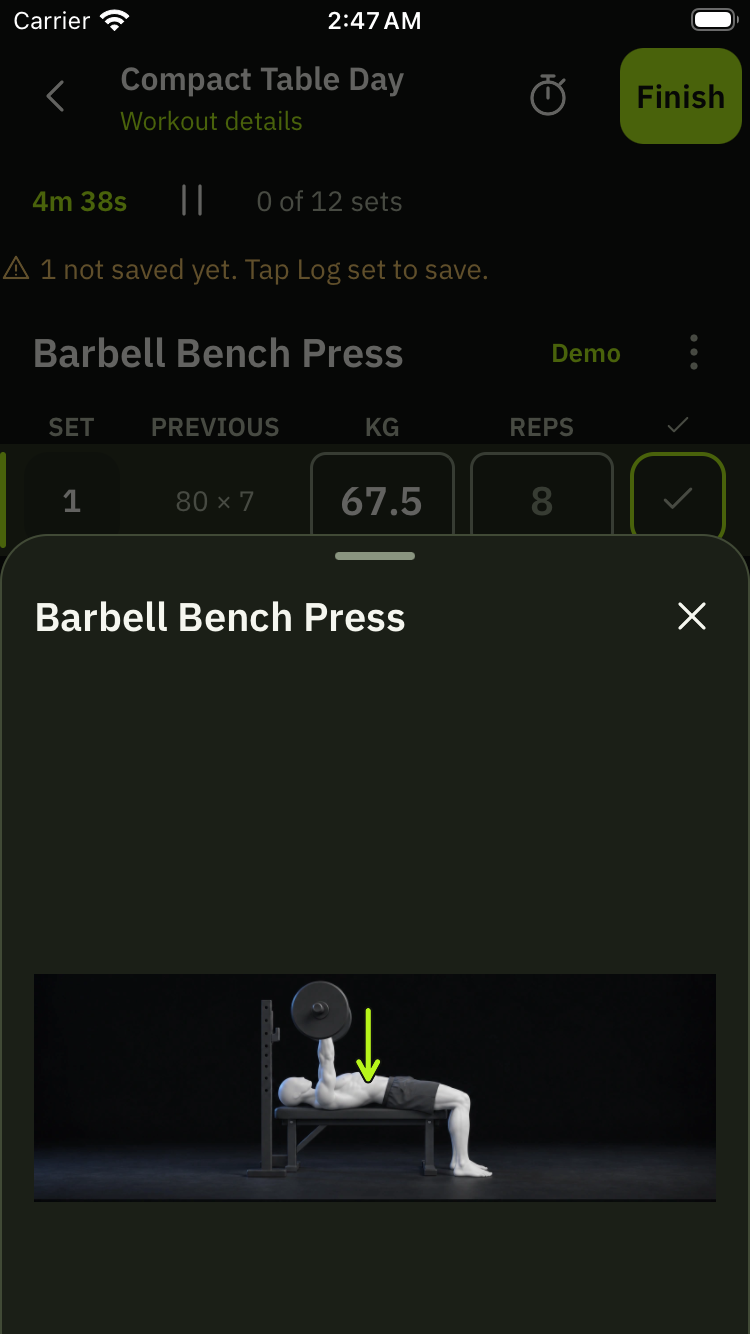 Carrier 2:47 AM
Compact Table Day
Workout details
Finish
4m 38s 0 of 12 sets
1 not saved yet. Tap Log set to save.
Barbell Bench Press Demo
SET PREVIOUS KG REPS
1 80 × 7 67.5 8
Barbell Bench Press